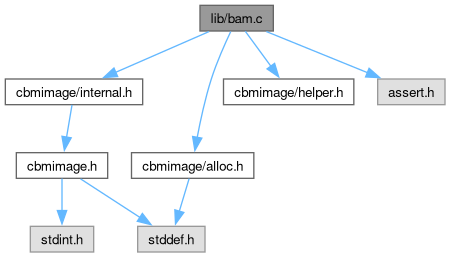 lib/bam.c
cbmimage/internal.h
cbmimage/helper.h
assert.h
cbmimage.h
cbmimage/alloc.h
stdint.h
stddef.h